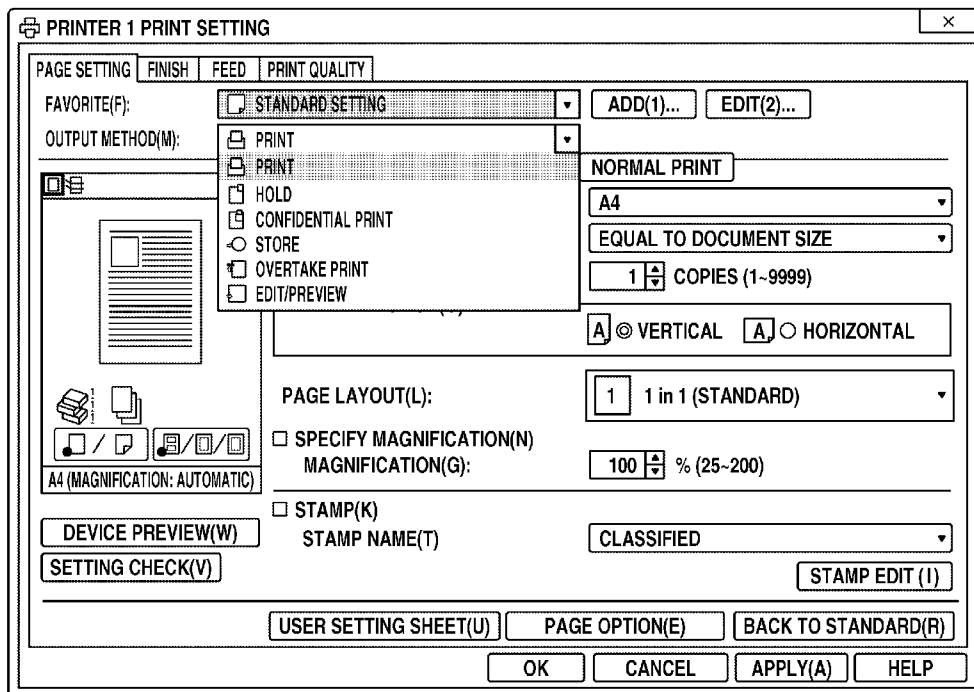 PRINTER 1 PRINT SETTING
PAGE SETTING FINISH FEED PRINT QUALITY
FAVORITE(F): STANDARD SETTING ADD(1)... EDIT(2)...
OUTPUT METHOD(M): PRINT
PRINT NORMAL PRINT
HOLD A4
CONFIDENTIAL PRINT
STORE EQUAL TO DOCUMENT SIZE
OVERTAKE PRINT 1 COPIES (1~9999)
EDIT/PREVIEW
A VERTICAL A HORIZONTAL
PAGE LAYOUT(L): 1 1 in 1 (STANDARD)
SPECIFY MAGNIFICATION(N)
MAGNIFICATION(G): 100 % (25~200)
A4 (MAGNIFICATION: AUTOMATIC)
STAMP(K)
DEVICE PREVIEW(W) STAMP NAME(T) CLASSIFIED
SETTING CHECK(V) STAMP EDIT (I)
USER SETTING SHEET(U) PAGE OPTION(E) BACK TO STANDARD(R)
OK CANCEL APPLY(A) HELP